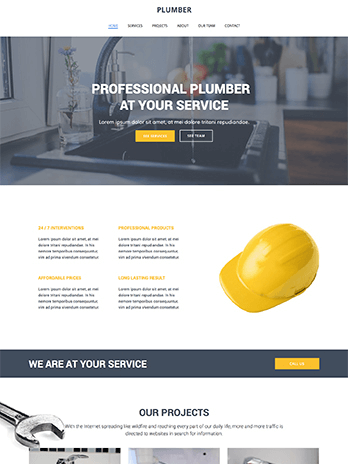 PLUMBER
HOME SERVICES PROJECTS ABOUT OUR TEAM CONTACT
PROFESSIONAL PLUMBER
AT YOUR SERVICE
Lorem ipsum dolor sit amet, at mei dolore tritani repudiandae.
OUR SERVICES SEE TEAM
24 / 7 INTERVENTIONS
Lorem ipsum dolor sit amet, at mei
dolore tritani repudiandae. In his
nemore temporibus consequuntur,
vim ad prima vivendum consetetur.
PROFESSIONAL PRODUCTS
Lorem ipsum dolor sit amet, at mei
dolore tritani repudiandae. In his
nemore temporibus consequuntur,
vim ad prima vivendum consetetur.
AFFORDABLE PRICES
Lorem ipsum dolor sit amet, at mei
dolore tritani repudiandae. In his
nemore temporibus consequuntur,
vim ad prima vivendum consetetur.
LONG LASTING RESULT
Lorem ipsum dolor sit amet, at mei
dolore tritani repudiandae. In his
nemore temporibus consequuntur,
vim ad prima vivendum consetetur.
WE ARE AT YOUR SERVICE
CALL US
OUR PROJECTS
With the Internet spreading like wildfire and reaching every part of our daily life, more and more traffic is
directed to websites in search for information.